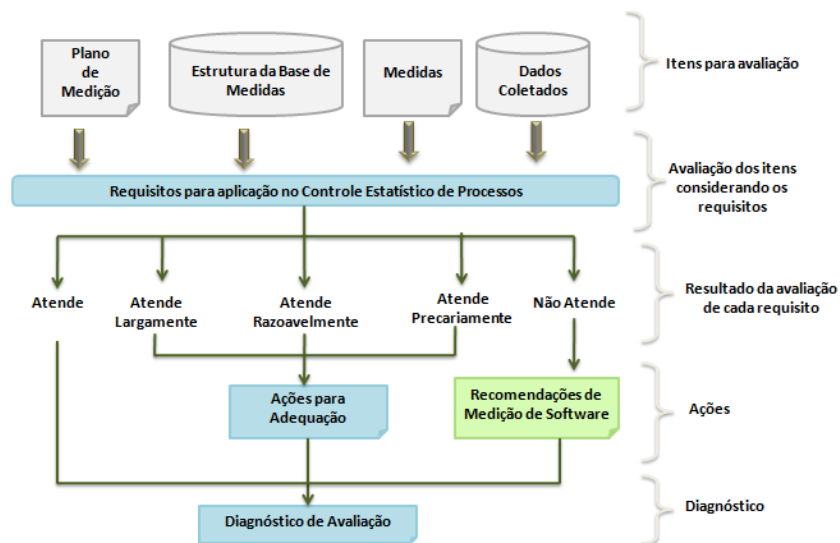 Plano
de
Medição
Estrutura da Base de
Medidas
Medidas
Dados
Coletados
Itens para avaliação
Requisitos para aplicação no Controle Estatístico de Processos
Avaliação dos itens
considerando os
requisitos
Atende
Atende
Largamente
Atende
Razoavelmente
Atende
Precariamente
Não Atende
Resultado da avaliação
de cada requisito
Ações para
Adequação
Recomendações de
Medição de Software
Ações
Diagnóstico de Avaliação
Diagnóstico